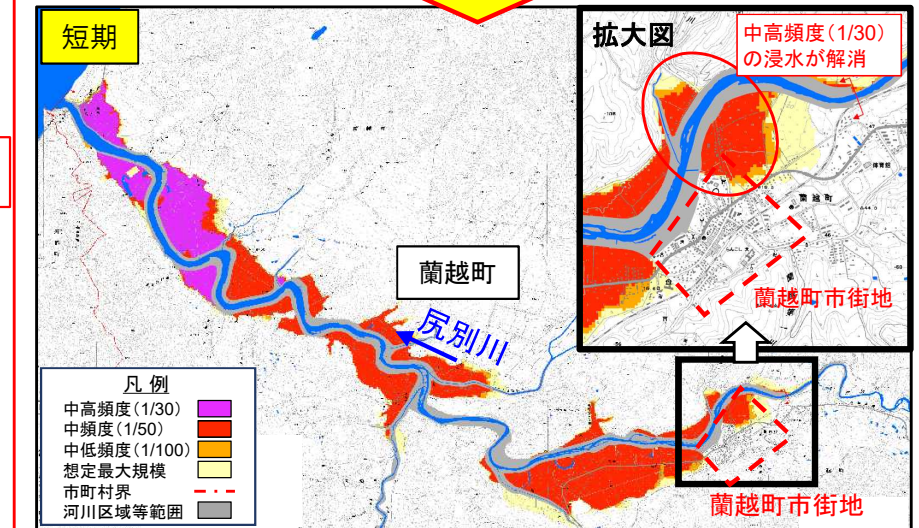 短期
拡大図
中高頻度(1/30)
の浸水が解消
蘭越町
蘭越町市街地
蘭越町
尻別川
凡 例
中高頻度(1/30)
中頻度(1/50)
中低頻度(1/100)
想定最大規模
市町村界
河川区域等範囲
蘭越町市街地